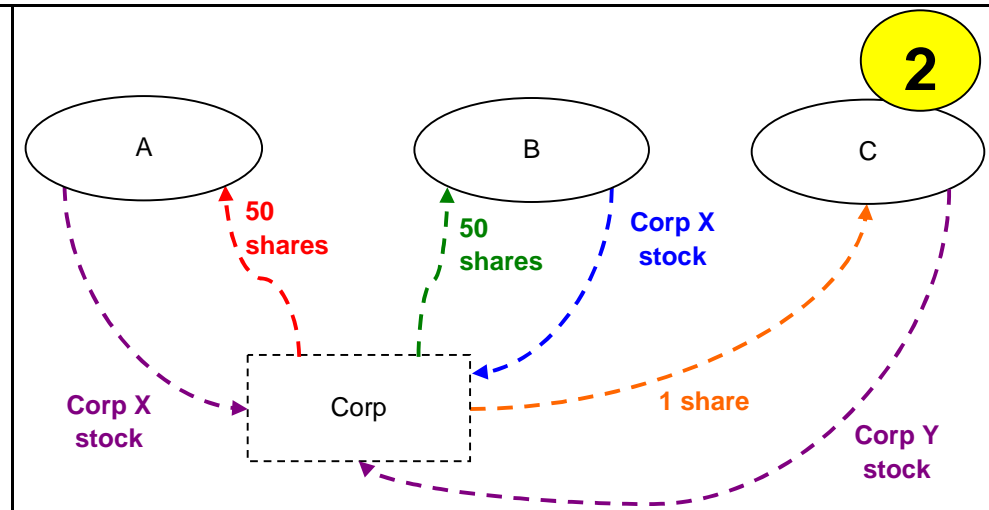 2
A
B
C
50
shares
50
shares
Corp X
stock
Corp X
stock
Corp
1 share
Corp Y
stock